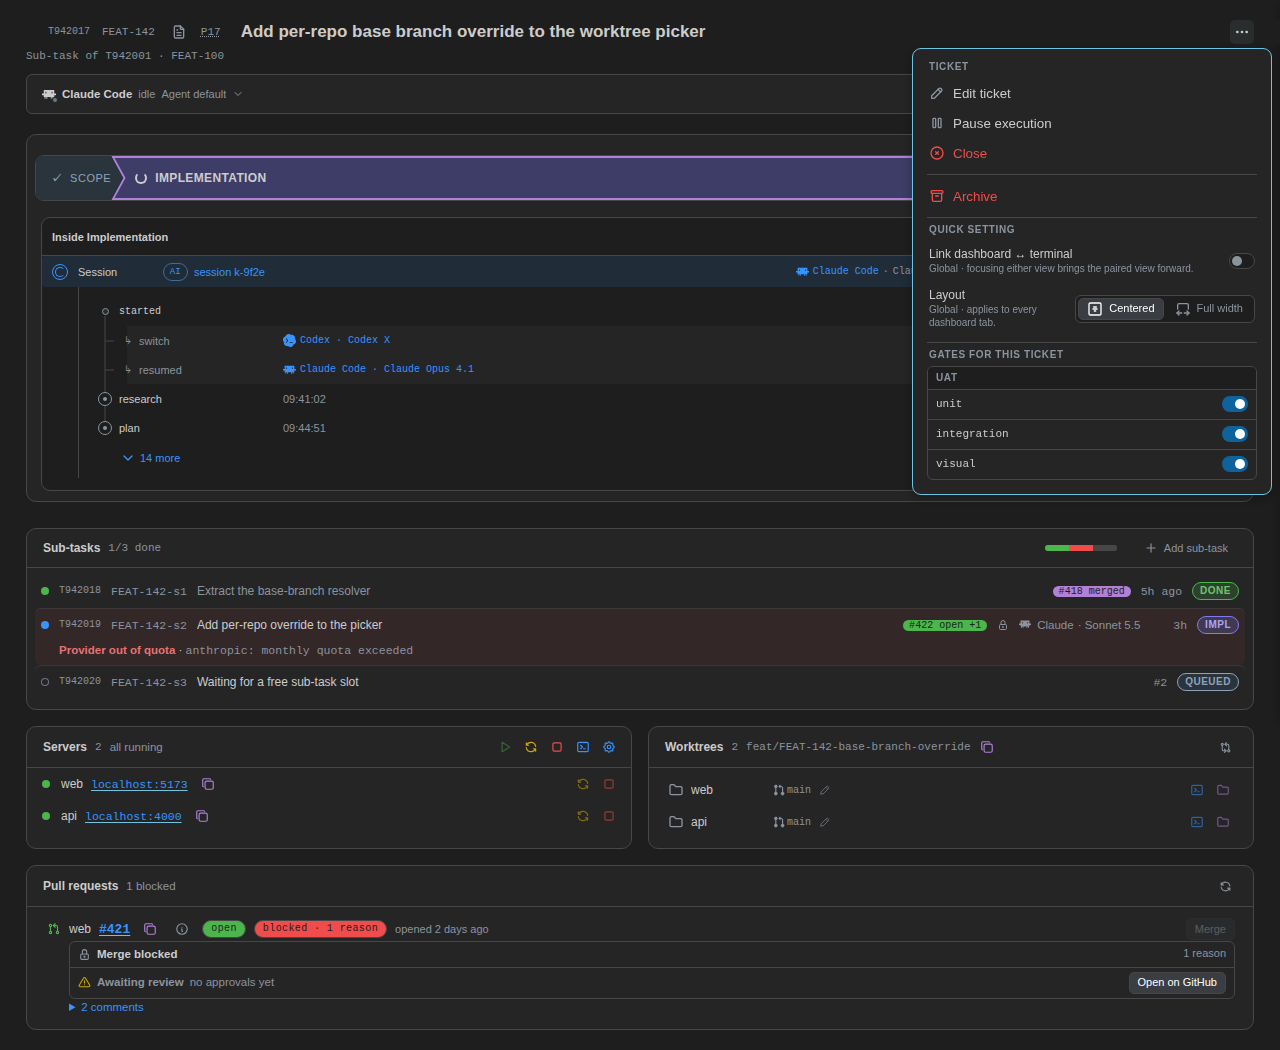 T942017 FEAT-142 P17 Add per-repo base branch override to the worktree picker
Sub-task of T942001 · FEAT-100
Claude Code idle Agent default
SCOPE
IMPLEMENTATION
Inside Implementation
Session AI session k-9f2e Claude Code ·
started
↳ switch Codex · Codex X
↳ resumed Claude Code · Claude Opus 4.1
research 09:41:02
plan 09:44:51
14 more
TICKET
Edit ticket
Pause execution
Close
Archive
QUICK SETTING
Link dashboard ↔ terminal
Global · focusing either view brings the paired view forward.
Layout
Global · applies to every
dashboard tab.
Centered Full width
GATES FOR THIS TICKET
UAT
unit
integration
visual
Sub-tasks 1/3 done Add sub-task
T942018 FEAT-142-s1 Extract the base-branch resolver #418 merged 5h ago DONE
T942019 FEAT-142-s2 Add per-repo override to the picker #422 open +1 Claude · Sonnet 5.5 3h IMPL
Provider out of quota · anthropic: monthly quota exceeded
T942020 FEAT-142-s3 Waiting for a free sub-task slot #2 QUEUED
Servers 2 all running
web localhost:5173
api localhost:4000
Worktrees 2 feat/FEAT-142-base-branch-override
web main
api main
Pull requests 1 blocked
web #421 open blocked · 1 reason opened 2 days ago Merge
Merge blocked 1 reason
Awaiting review no approvals yet Open on GitHub
2 comments